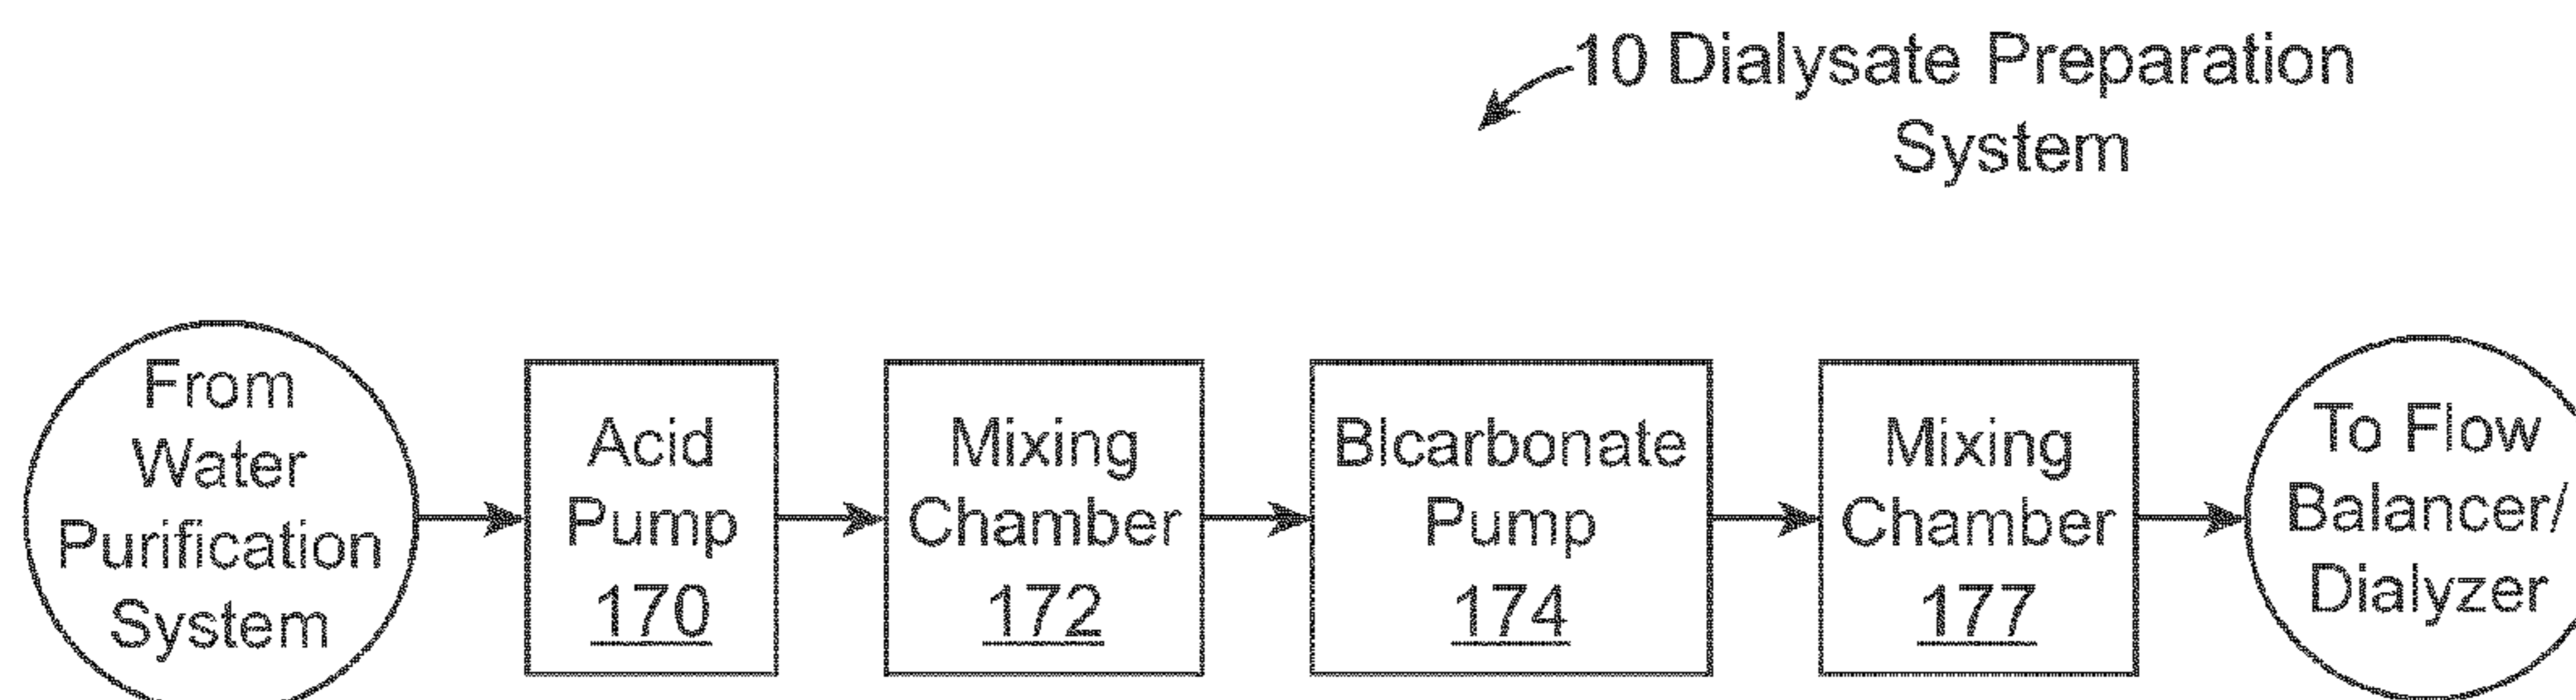 10 Dialysate Preparation
System
From
Water
Purification
System
Acid
Pump
170
Mixing
Chamber
172
BIcarbonate
Pump
174
Mixing
Chamber
177
To Flow
Balancer/
Dialyzer